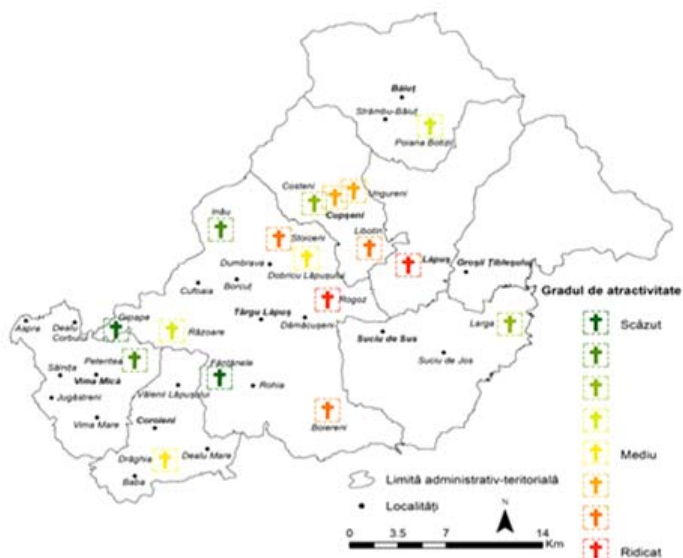 Băiuț
Strâmbu-Băiuț
Poiana Botizii
Costeni
Ungureni
Cupșeni
Inău
Stoiceni
Libotin
Dumbrava
Dobricu Lăpușului
Lăpuș
Groșii Țibleșului
Cufoaia
Borcut
Rogoz
Gradul de atractivitate
Aspra
Dealu Corbului
Răzoare
Târgu Lăpuș
Dămăcușeni
Larga
Scăzut
Peteritea
Suciu de Sus
Sălnița
Vima Mică
Fântânele
Suciu de Jos
Jugăstreni
Vălenii Lăpușului
Rohia
Vima Mare
Coroieni
Boiereni
Drăghia
Dealu Mare
Mediu
Baba
Limită administrativ-teritorială
Localități
N
0 3.5 7 14
Km
Ridicat